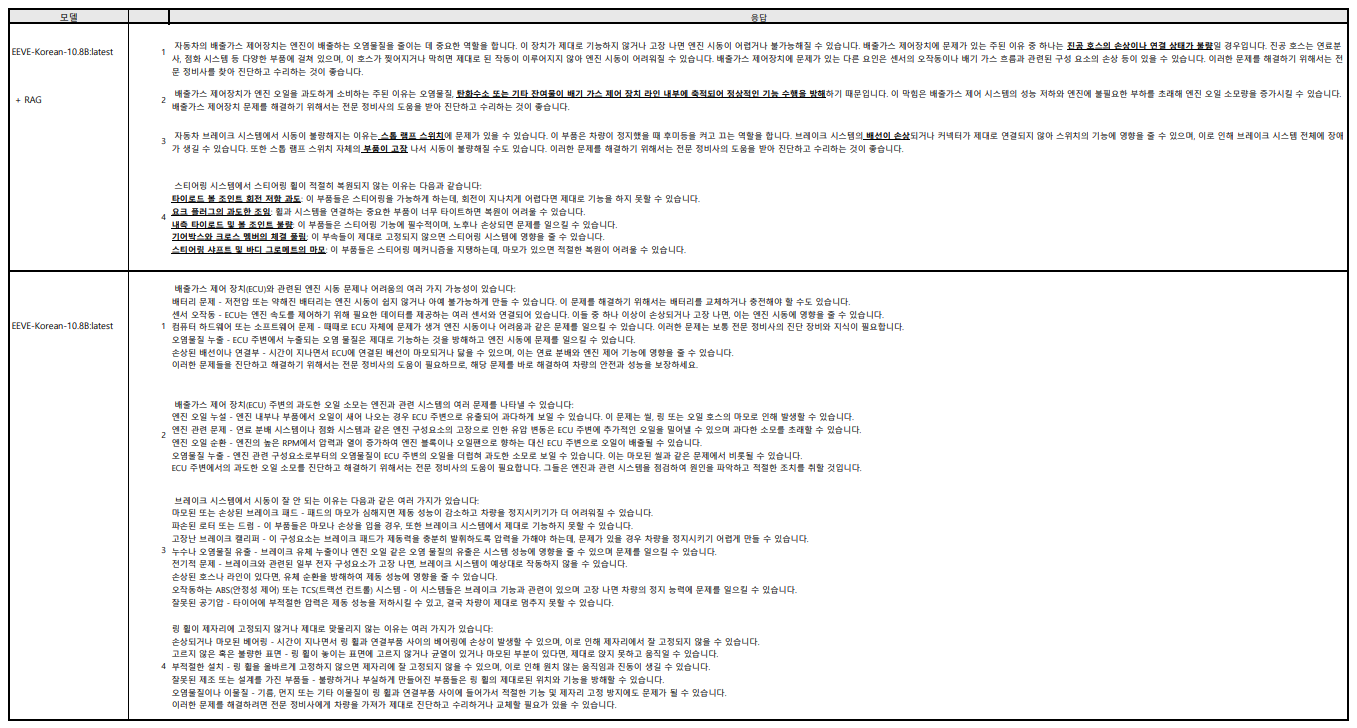 모델 응답
EEVE-Korean-10.8B:latest
+ RAG
1
자동차의 배출가스 제어장치는 엔진이 배출하는 오염물질을 줄이는 데 중요한 역할을 합니다. 이 장치가 제대로 기능하지 않거나 고장 나면 엔진 시동이 어렵거나 불가능해질 수 있습니다. 배출가스 제어장치에 문제가 있는 주된 이유 중 하나는 진공 호스의 손상이나 연결 상태가 불량일 경우입니다. 진공 호스는 연료분
사, 점화 시스템 등 다양한 부품에 걸쳐 있으며, 이 호스가 찢어지거나 막히면 제대로 된 작동이 이루어지지 않아 엔진 시동이 어려워질 수 있습니다. 배출가스 제어장치에 문제가 있는 다른 요인은 센서의 오작동이나 배기 가스 흐름과 관련된 구성 요소의 손상 등이 있을 수 있습니다. 이러한 문제를 해결하기 위해서는 전
문 정비사를 찾아 진단하고 수리하는 것이 좋습니다.
2
배출가스 제어장치가 엔진 오일을 과도하게 소비하는 주된 이유는 오염물질, 탄화수소 또는 기타 잔여물이 배기 가스 제어 장치 라인 내부에 축적되어 정상적인 기능 수행을 방해하기 때문입니다. 이 막힘은 배출가스 제어 시스템의 성능 저하와 엔진에 불필요한 부하를 초래해 엔진 오일 소모량을 증가시킬 수 있습니다.
배출가스 제어장치 문제를 해결하기 위해서는 전문 정비사의 도움을 받아 진단하고 수리하는 것이 좋습니다.
3
자동차 브레이크 시스템에서 시동이 불량해지는 이유는 스톱 램프 스위치에 문제가 있을 수 있습니다. 이 부품은 차량이 정지했을 때 후미등을 켜고 끄는 역할을 합니다. 브레이크 시스템의 배선이 손상되거나 커넥터가 제대로 연결되지 않아 스위치의 기능에 영향을 줄 수 있으며, 이로 인해 브레이크 시스템 전체에 장애
가 생길 수 있습니다. 또한 스톱 램프 스위치 자체의 부품이 고장 나서 시동이 불량해질 수도 있습니다. 이러한 문제를 해결하기 위해서는 전문 정비사의 도움을 받아 진단하고 수리하는 것이 좋습니다.
4
스티어링 시스템에서 스티어링 휠이 적절히 복원되지 않는 이유는 다음과 같습니다:
타이로드 볼 조인트 회전 저항 과도: 이 부품들은 스티어링을 가능하게 하는데, 회전이 지나치게 어렵다면 제대로 기능을 하지 못할 수 있습니다.
요크 플러그의 과도한 조임: 휠과 시스템을 연결하는 중요한 부품이 너무 타이트하면 복원이 어려울 수 있습니다.
내측 타이로드 및 볼 조인트 불량: 이 부품들은 스티어링 기능에 필수적이며, 노후나 손상되면 문제를 일으킬 수 있습니다.
기어박스와 크로스 멤버의 체결 풀림: 이 부속들이 제대로 고정되지 않으면 스티어링 시스템에 영향을 줄 수 있습니다.
스티어링 샤프트 및 바디 그로메트의 마모: 이 부품들은 스티어링 메커니즘을 지탱하는데, 마모가 있으면 적절한 복원이 어려울 수 있습니다.
EEVE-Korean-10.8B:latest
1
배출가스 제어 장치(ECU)와 관련된 엔진 시동 문제나 어려움의 여러 가지 가능성이 있습니다:
배터리 문제 - 저전압 또는 약해진 배터리는 엔진 시동이 쉽지 않거나 아예 불가능하게 만들 수 있습니다. 이 문제를 해결하기 위해서는 배터리를 교체하거나 충전해야 할 수도 있습니다.
센서 오작동 - ECU는 엔진 속도를 제어하기 위해 필요한 데이터를 제공하는 여러 센서와 연결되어 있습니다. 이들 중 하나 이상이 손상되거나 고장 나면, 이는 엔진 시동에 영향을 줄 수 있습니다.
컴퓨터 하드웨어 또는 소프트웨어 문제 - 때때로 ECU 자체에 문제가 생겨 엔진 시동이나 어려움과 같은 문제를 일으킬 수 있습니다. 이러한 문제는 보통 전문 정비사의 진단 장비와 지식이 필요합니다.
오염물질 누출 - ECU 주변에서 누출되는 오염 물질은 제대로 기능하는 것을 방해하고 엔진 시동에 문제를 일으킬 수 있습니다.
손상된 배선이나 연결부 - 시간이 지나면서 ECU에 연결된 배선이 마모되거나 닳을 수 있으며, 이는 연료 분배와 엔진 제어 기능에 영향을 줄 수 있습니다.
이러한 문제들을 진단하고 해결하기 위해서는 전문 정비사의 도움이 필요하므로, 해당 문제를 바로 해결하여 차량의 안전과 성능을 보장하세요.
2
배출가스 제어 장치(ECU) 주변의 과도한 오일 소모는 엔진과 관련 시스템의 여러 문제를 나타낼 수 있습니다:
엔진 오일 누설 - 엔진 내부나 부품에서 오일이 새어 나오는 경우 ECU 주변으로 유출되어 과다하게 보일 수 있습니다. 이 문제는 씰, 링 또는 오일 호스의 마모로 인해 발생할 수 있습니다.
엔진 관련 문제 - 연료 분배 시스템이나 점화 시스템과 같은 엔진 구성요소의 고장으로 인한 유압 변동은 ECU 주변에 추가적인 오일을 밀어낼 수 있으며 과다한 소모를 초래할 수 있습니다.
엔진 오일 순환 - 엔진의 높은 RPM에서 압력과 열이 증가하여 엔진 블록이나 오일팬으로 향하는 대신 ECU 주변으로 오일이 배출될 수 있습니다.
오염물질 누출 - 엔진 관련 구성요소로부터의 오염물질이 ECU 주변의 오일을 더럽혀 과도한 소모로 보일 수 있습니다. 이는 마모된 씰과 같은 문제에서 비롯될 수 있습니다.
ECU 주변에서의 과도한 오일 소모를 진단하고 해결하기 위해서는 전문 정비사의 도움이 필요합니다. 그들은 엔진과 관련 시스템을 점검하여 원인을 파악하고 적절한 조치를 취할 것입니다.
3
브레이크 시스템에서 시동이 잘 안 되는 이유는 다음과 같은 여러 가지가 있습니다:
마모된 또는 손상된 브레이크 패드 - 패드의 마모가 심해지면 제동 성능이 감소하고 차량을 정지시키기가 더 어려워질 수 있습니다.
파손된 로터 또는 드럼 - 이 부품들은 마모나 손상을 입을 경우, 또한 브레이크 시스템에서 제대로 기능하지 못할 수 있습니다.
고장난 브레이크 캘리퍼 - 이 구성요소는 브레이크 패드가 제동력을 충분히 발휘하도록 압력을 가해야 하는데, 문제가 있을 경우 차량을 정지시키기 어렵게 만들 수 있습니다.
누수나 오염물질 유출 - 브레이크 유체 누출이나 엔진 오일 같은 오염 물질의 유출은 시스템 성능에 영향을 줄 수 있으며 문제를 일으킬 수 있습니다.
전기적 문제 - 브레이크와 관련된 일부 전자 구성요소가 고장 나면, 브레이크 시스템이 예상대로 작동하지 않을 수 있습니다.
손상된 호스나 라인이 있다면, 유체 순환을 방해하여 제동 성능에 영향을 줄 수 있습니다.
오작동하는 ABS(안정성 제어) 또는 TCS(트랙션 컨트롤) 시스템 - 이 시스템들은 브레이크 기능과 관련이 있으며 고장 나면 차량의 정지 능력에 문제를 일으킬 수 있습니다.
잘못된 공기압 - 타이어에 부적절한 압력은 제동 성능을 저하시킬 수 있고, 결국 차량이 제대로 멈추지 못할 수 있습니다.
4
링 휠이 제자리에 고정되지 않거나 제대로 맞물리지 않는 이유는 여러 가지가 있습니다:
손상되거나 마모된 베어링 - 시간이 지나면서 링 휠과 연결부품 사이의 베어링에 손상이 발생할 수 있으며, 이로 인해 제자리에서 잘 고정되지 않을 수 있습니다.
고르지 않은 혹은 불량한 표면 - 링 휠이 놓이는 표면에 고르지 않거나 균열이 있거나 마모된 부분이 있다면, 제대로 앉지 못하고 움직일 수 있습니다.
부적절한 설치 - 링 휠을 올바르게 고정하지 않으면 제자리에 잘 고정되지 않을 수 있으며, 이로 인해 원치 않는 움직임과 진동이 생길 수 있습니다.
잘못된 제조 또는 설계를 가진 부품들 - 불량하거나 부실하게 만들어진 부품들은 링 휠의 제대로된 위치와 기능을 방해할 수 있습니다.
오염물질이나 이물질 - 기름, 먼지 또는 기타 이물질이 링 휠과 연결부품 사이에 들어가서 적절한 기능 및 제자리 고정 방지에도 문제가 될 수 있습니다.
이러한 문제를 해결하려면 전문 정비사에게 차량을 가져가 제대로 진단하고 수리하거나 교체할 필요가 있을 수 있습니다.